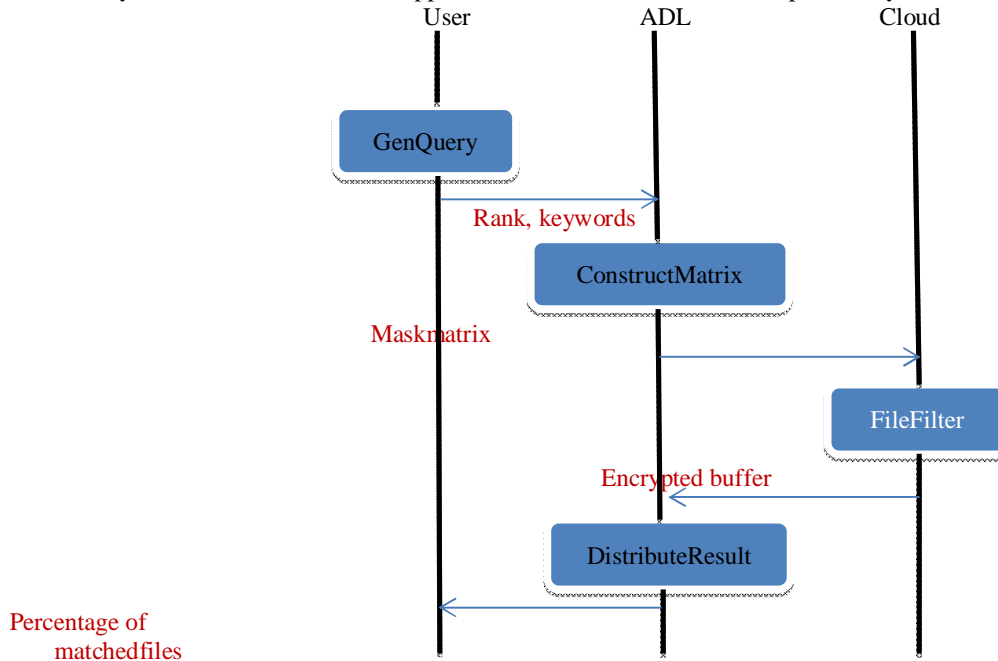 User ADL Cloud
GenQuery
Rank, keywords
ConstructMatrix
Maskmatrix
FileFilter
Encrypted buffer
DistributeResult
Percentage of
matchedfiles